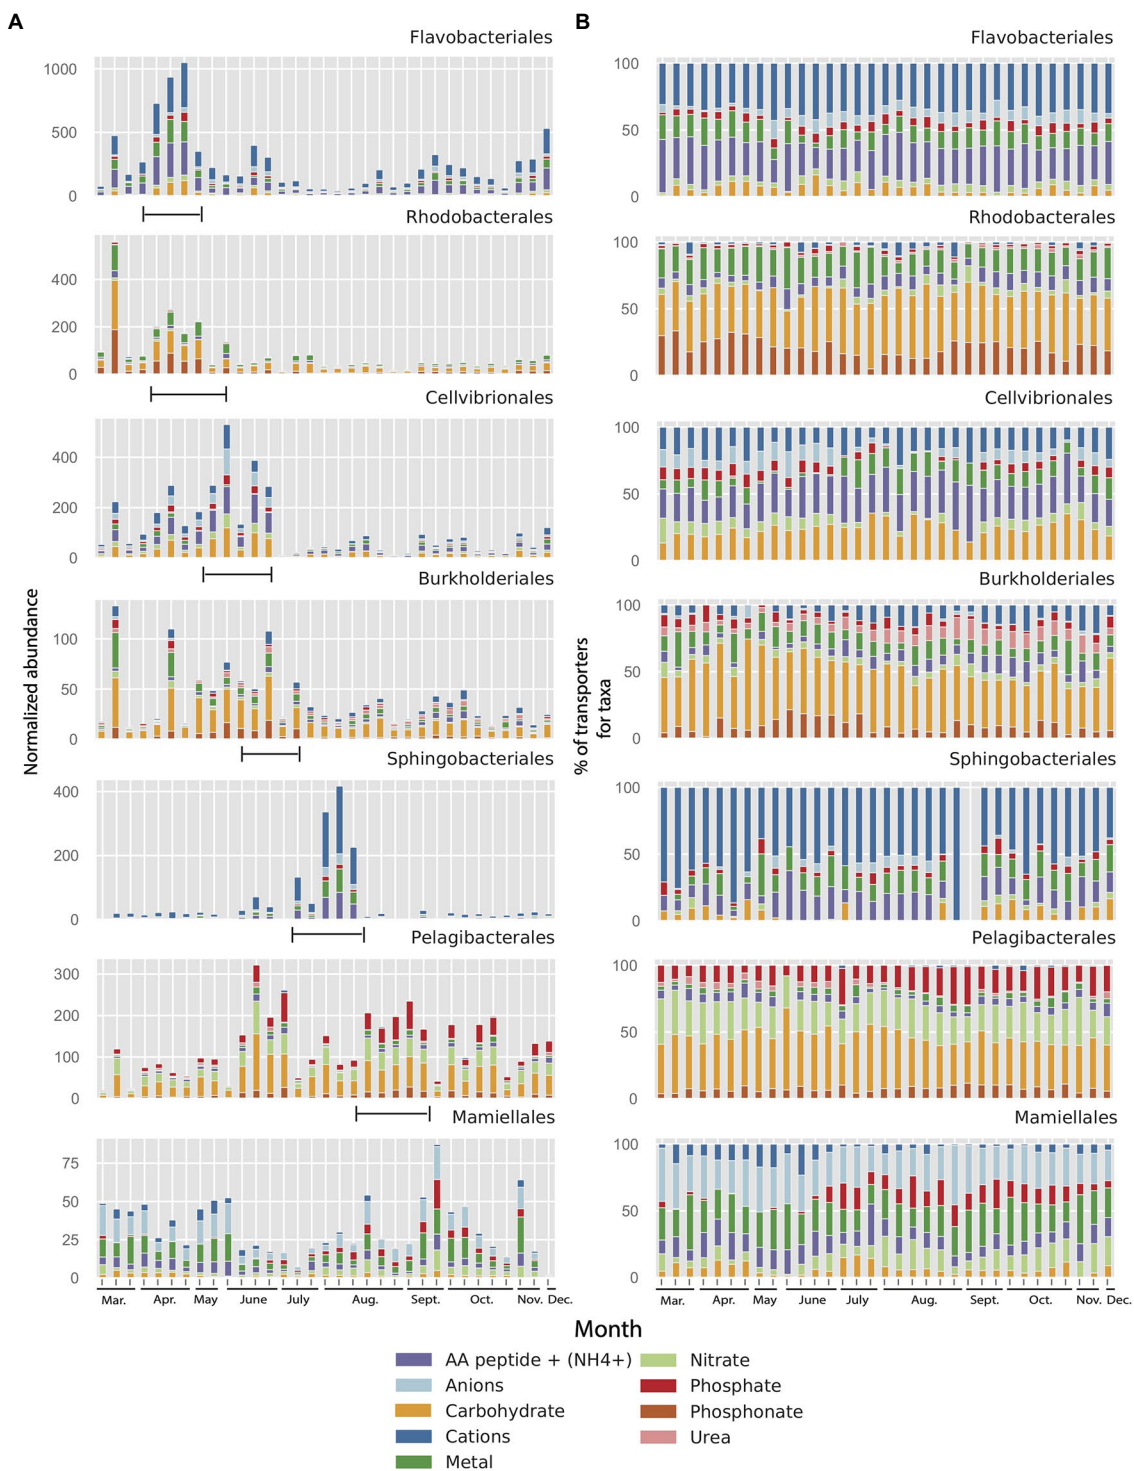 A
B
Flavobacteriales
Flavobacteriales
1000
500
0
100
50
0
Rhodobacterales
Rhodobacterales
400
200
0
100
50
0
Cellvibrionales
Cellvibrionales
400
200
0
100
50
0
Burkholderiales
Burkholderiales
100
50
0
100
50
0
Normalized abundance
% of transporters
for taxa
Sphingobacteriales
Sphingobacteriales
400
200
0
100
50
0
Pelagibacterales
Pelagibacterales
300
200
100
0
100
50
0
Mamiellales
Mamiellales
75
50
25
0
100
50
0
Mar. Apr. May June July Aug. Sept. Oct. Nov. Dec.
Mar. Apr. May June July Aug. Sept. Oct. Nov. Dec.
Month
AA peptide + (NH4+)
Anions
Carbohydrate
Cations
Metal
Nitrate
Phosphate
Phosphonate
Urea